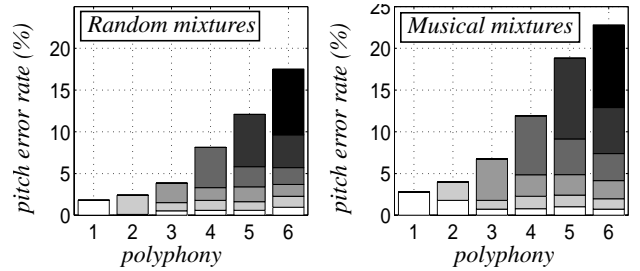 Random mixtures
pitch error rate (%)
20
15
10
5
0
1 2 3 4 5 6
polyphony
Musical mixtures
pitch error rate (%)
25
20
15
10
5
0
1 2 3 4 5 6
polyphony